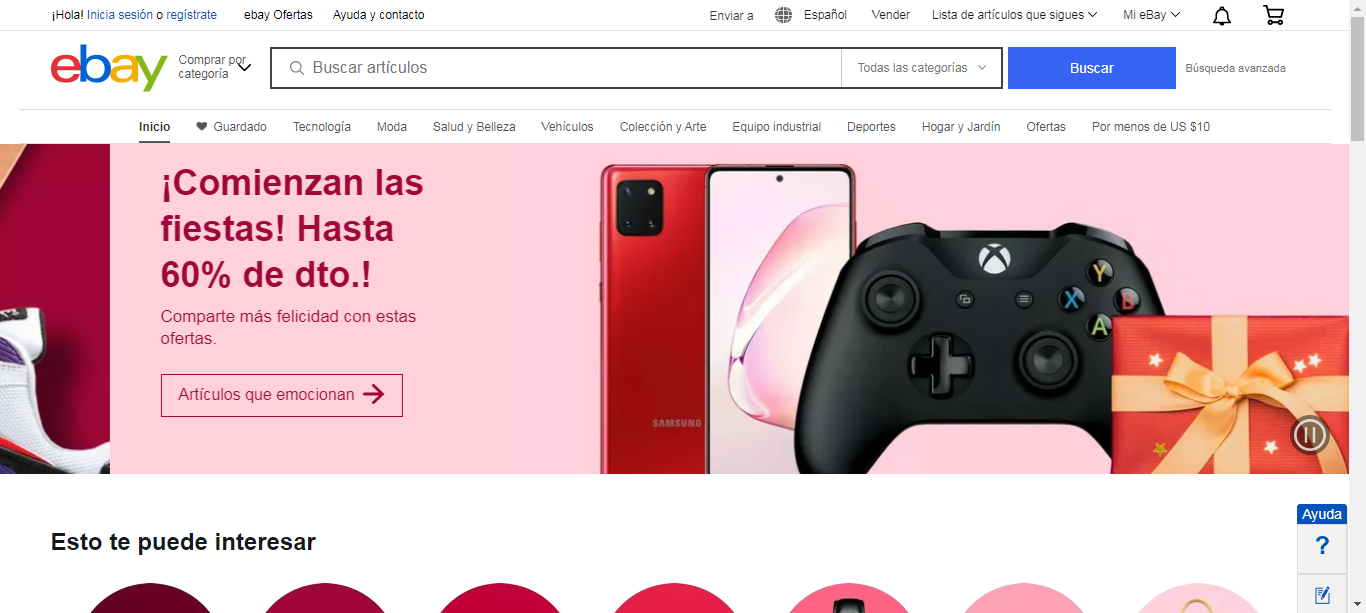 ¡Hola! Inicia sesión o regístrate ebay Ofertas Ayuda y contacto Enviar a Español Vender Lista de artículos que sigues Mi eBay
ebay
Comprar por
categoría
Buscar artículos Todas las categorías Buscar Búsqueda avanzada
Inicio Guardado Tecnología Moda Salud y Belleza Vehículos Colección y Arte Equipo industrial Deportes Hogar y Jardín Ofertas Por menos de US $10
¡Comienzan las
fiestas! Hasta
60% de dto.!
Comparte más felicidad con estas
ofertas.
Artículos que emocionan
SAMSUNG
Y
X
B
A
Ayuda
?
Esto te puede interesar